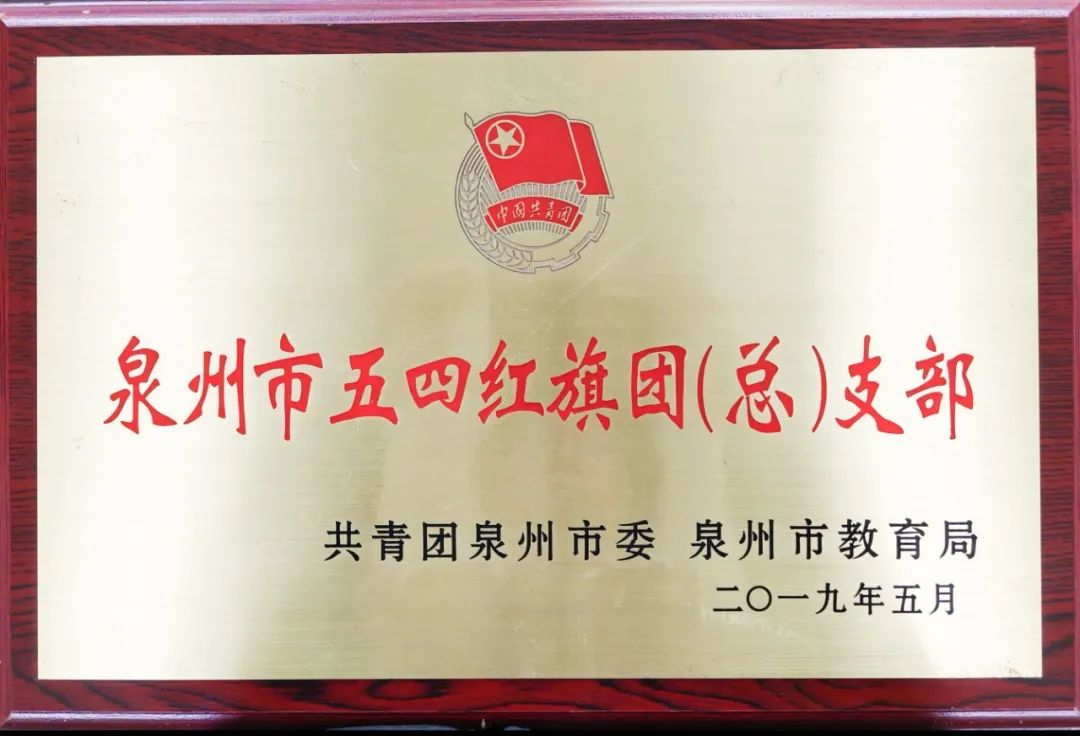 中国共青团
泉州市五四红旗团(总)支部
共青团泉州市委 泉州市教育局
二〇一九年五月